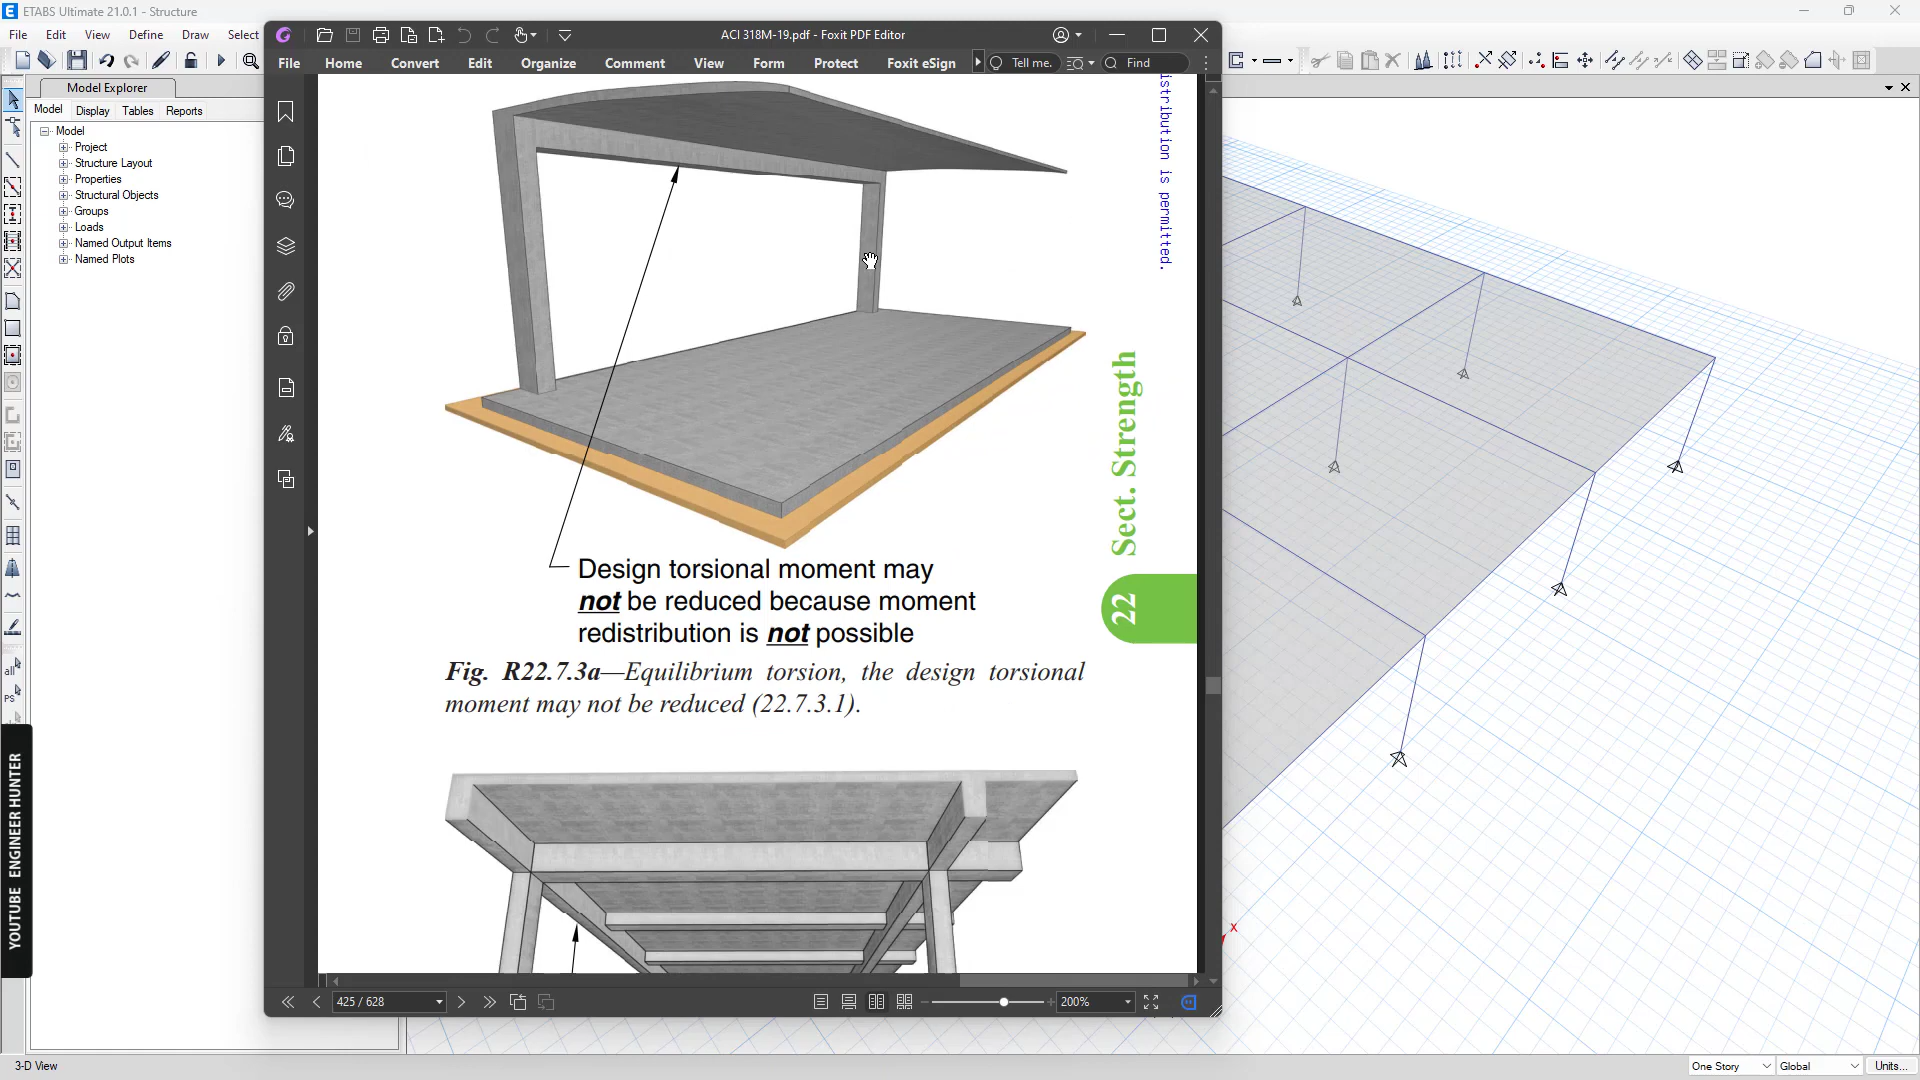 ETABS Ultimate 21.0.1 - Structure
File Edit View Define Draw Select
Model Explorer
Model Display Tables Reports
Model
Project
Structure Layout
Properties
Structural Objects
Groups
Loads
Named Output Items
Named Plots
all
PS
YOUTUBE ENGINEER HUNTER
ACI 318M-19.pdf - Foxit PDF Editor
File Home Convert Edit Organize Comment View Form Protect Foxit eSign Tell me. Find
istribution is permitted.
Sect. Strength
22
Design torsional moment may
not be reduced because moment
redistribution is not possible
Fig. R22.7.3a—Equilibrium torsion, the design torsional
moment may not be reduced (22.7.3.1).
425 / 628
200%
X
3-D View
One Story Global Units...